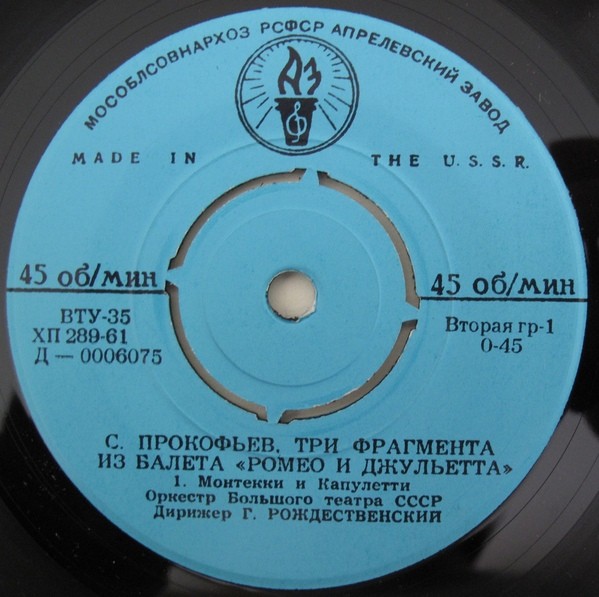 МОСОБЛСОВНАРХОЗ РСФСР АПРЕЛЕВСКИЙ ЗАВОД
АЗ
MADE IN THE U.S.S.R.
45 об/мин
45 об/мин
ВТУ-35
ХП 289-61
Д — 0006075
Вторая гр-1
0-45
С. ПРОКОФЬЕВ. ТРИ ФРАГМЕНТА
ИЗ БАЛЕТА «РОМЕО И ДЖУЛЬЕТТА»
1. Монтекки и Капулетти
Оркестр Большого театра СССР
Дирижер Г. РОЖДЕСТВЕНСКИЙ